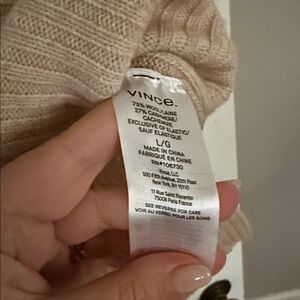 VINCE.
73% WOOL/LAINE
27% CASHMERE/
CACHEMIRE
EXCLUSIVE OF ELASTIC/
SAUF ELASTIQUE
L/G
MADE IN CHINA
FABRIQUÉ EN CHINE
RN#106730
Vince, LLC
500 Fifth Avenue, 20th Floor
New York, NY 10110
11 Rue Saint Florentin
75008 Paris France
SEE REVERSE FOR CARE
VOIR AU VERSO POUR LES SOINS